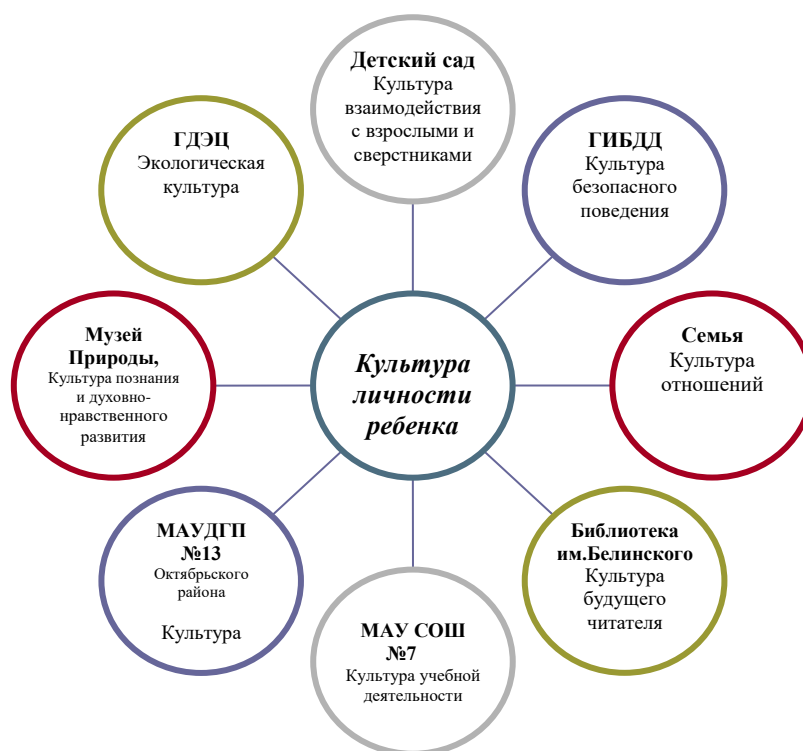 Детский сад
Культура
взаимодействия
с взрослыми и
сверстниками
ГИБДД
Культура
безопасного
поведения
Семья
Культура
отношений
Библиотека
им.Белинского
Культура
будущего
читателя
МАУ СОШ
№7
Культура учебной
деятельности
МАУДГП
№13
Октябрьского
района
Культура
Музей
Природы,
Культура познания
и духовно-
нравственного
развития
ГДЭЦ
Экологическая
культура
Культура
личности
ребенка